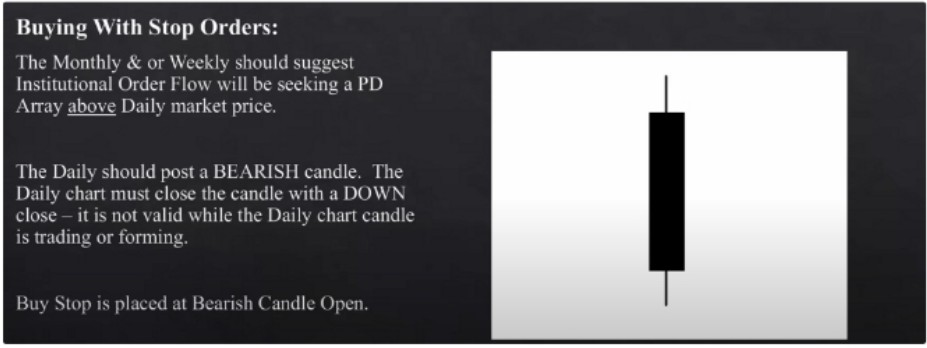 Buying With Stop Orders:
The Monthly & or Weekly should suggest
Institutional Order Flow will be seeking a PD
Array above Daily market price.
The Daily should post a BEARISH candle. The
Daily chart must close the candle with a DOWN
close – it is not valid while the Daily chart candle
is trading or forming.
Buy Stop is placed at Bearish Candle Open.